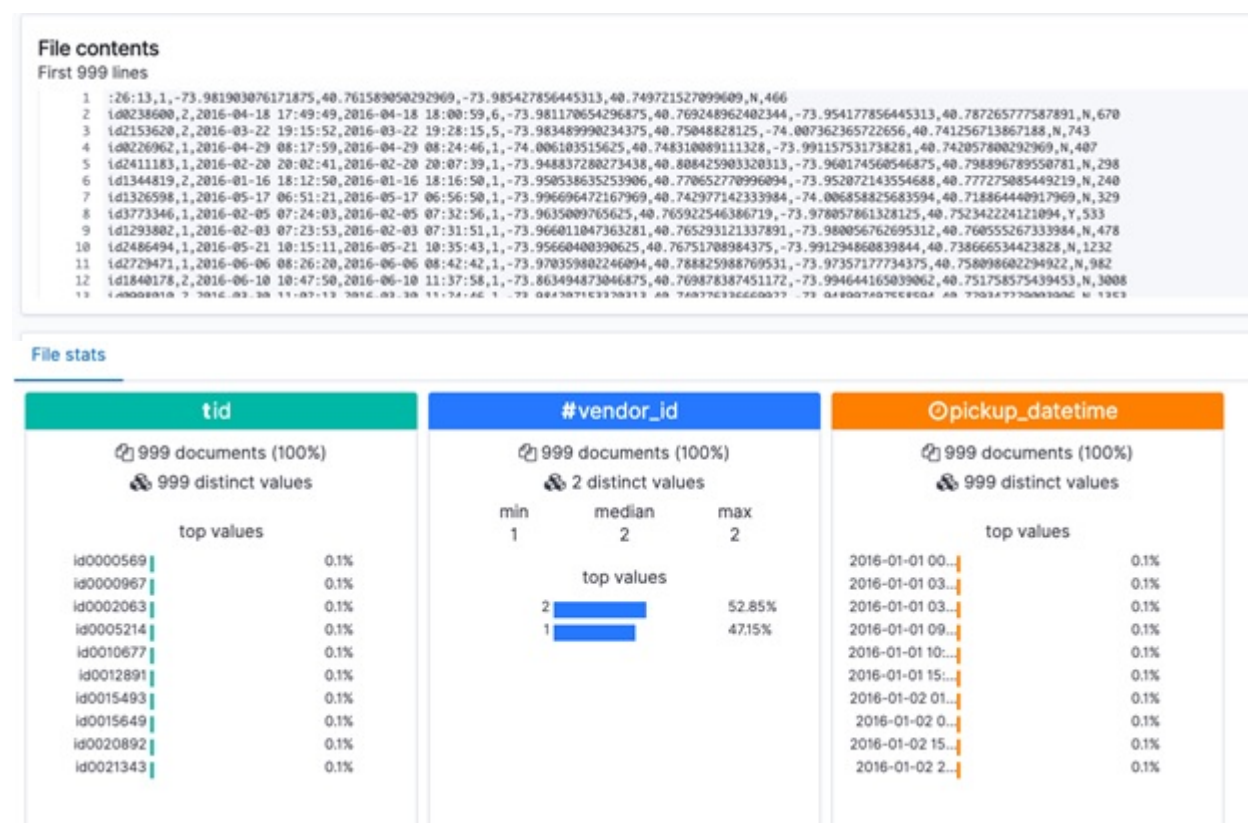 File contents
First 999 lines
1 :26:13,1,-73.981903076171875,40.761589050292969,-73.985427856445313,40.749721527099609,N,466
2 id0238600,2,2016-04-18 17:49:49,2016-04-18 18:00:59,6,-73.981170654296875,40.769248962402344,-73.954177856445313,40.787265777587891,N,670
3 id2153620,2,2016-03-22 19:15:52,2016-03-22 19:28:15,5,-73.983489990234375,40.75048828125,-74.007362365722656,40.741256713867188,N,743
4 id0226962,1,2016-04-29 08:17:59,2016-04-29 08:24:46,1,-74.006103515625,40.748310089111328,-73.991157531738281,40.742057800292969,N,407
5 id2411183,1,2016-02-20 20:02:41,2016-02-20 20:07:39,1,-73.948837280273438,40.808425903320313,-73.960174560546875,40.798896789550781,N,298
6 id1344819,2,2016-01-16 18:12:50,2016-01-16 18:16:50,1,-73.950538635253906,40.770652770996094,-73.952072143554688,40.777275085449219,N,240
7 id1326598,1,2016-05-17 06:51:21,2016-05-17 06:56:50,1,-73.996696472167969,40.742977142333984,-74.006858825683594,40.718864440917969,N,329
8 id3773346,1,2016-02-05 07:24:03,2016-02-05 07:32:56,1,-73.9635009765625,40.765922546386719,-73.978057861328125,40.752342224121094,Y,533
9 id1293802,1,2016-02-03 07:23:53,2016-02-03 07:31:51,1,-73.966011047363281,40.765293121337891,-73.980056762695312,40.760555267333984,N,478
10 id2486494,1,2016-05-21 10:15:11,2016-05-21 10:35:43,1,-73.95660400390625,40.76751708984375,-73.991294860839844,40.738666534423828,N,1232
11 id2729471,1,2016-06-06 08:26:20,2016-06-06 08:42:42,1,-73.970359802246094,40.788825988769531,-73.97357177734375,40.758098602294922,N,982
12 id1840178,2,2016-06-10 10:47:50,2016-06-10 11:37:58,1,-73.863494873046875,40.769878387451172,-73.994644165039062,40.751758575439453,N,3008
File stats
tid
999 documents (100%)
999 distinct values
top values
id0000569 0.1%
id0000967 0.1%
id0002063 0.1%
id0005214 0.1%
id0010677 0.1%
id0012891 0.1%
id0015493 0.1%
id0015649 0.1%
id0020892 0.1%
id0021343 0.1%
#vendor_id
999 documents (100%)
2 distinct values
min median max
1 2 2
top values
2 52.85%
1 47.15%
pickup_datetime
999 documents (100%)
999 distinct values
top values
2016-01-01 00... 0.1%
2016-01-01 03... 0.1%
2016-01-01 03... 0.1%
2016-01-01 09... 0.1%
2016-01-01 10:... 0.1%
2016-01-01 15:... 0.1%
2016-01-02 01... 0.1%
2016-01-02 0... 0.1%
2016-01-02 15... 0.1%
2016-01-02 2... 0.1%